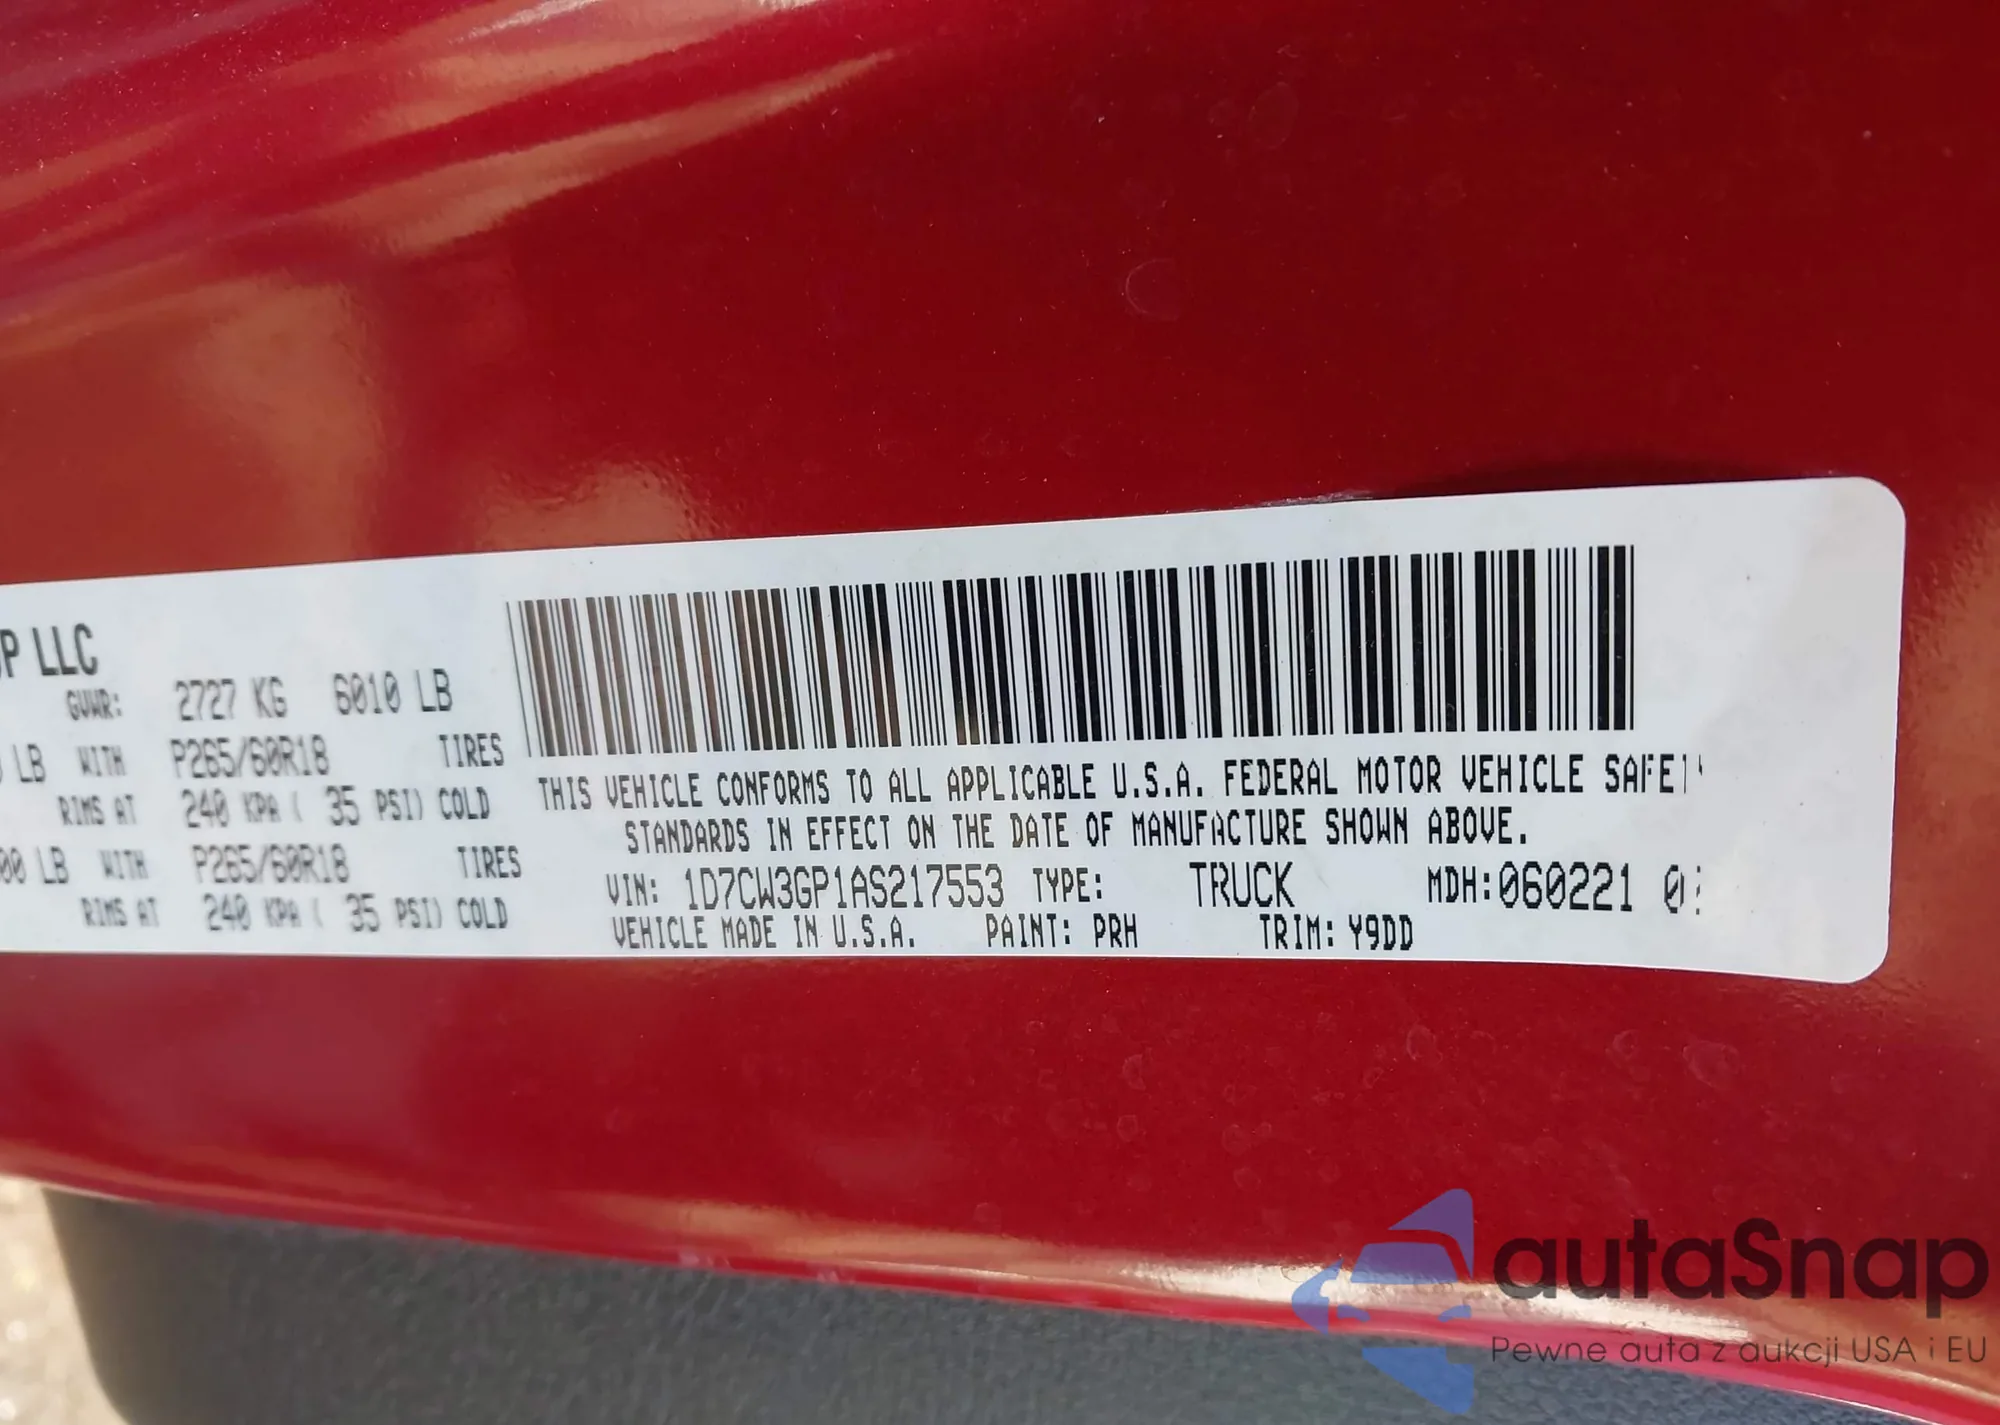 P LLC
GVWR: 2727 KG 6010 LB
LB WITH P265/60R18 TIRES
RIMS AT 240 KPA ( 35 PSI) COLD
00 LB WITH P265/60R18 TIRES
RIMS AT 240 KPA ( 35 PSI) COLD
THIS VEHICLE CONFORMS TO ALL APPLICABLE U.S.A. FEDERAL MOTOR VEHICLE SAFE
STANDARDS IN EFFECT ON THE DATE OF MANUFACTURE SHOWN ABOVE.
VIN: 1D7CW3GP1AS217553 TYPE: TRUCK MDH:060221 0
VEHICLE MADE IN U.S.A. PAINT: PRH TRIM: Y9DD
autaSnap
Pewne auta z aukcji USA i EU